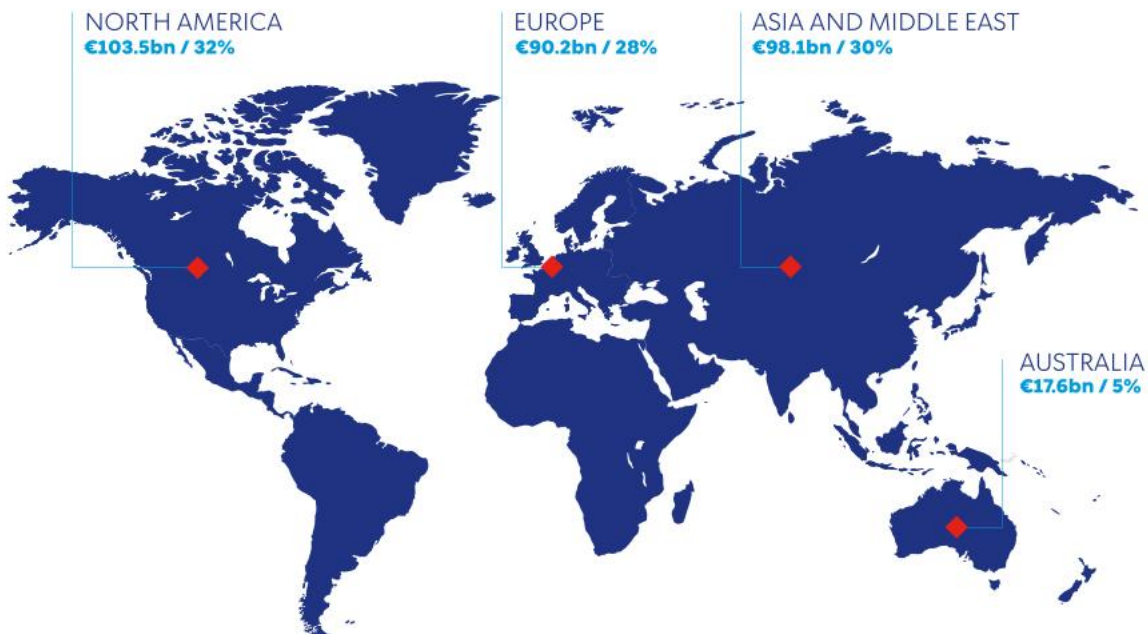 NORTH AMERICA
€103.5bn / 32%
EUROPE
€90.2bn / 28%
ASIA AND MIDDLE EAST
€98.1bn / 30%
AUSTRALIA
€17.6bn / 5%